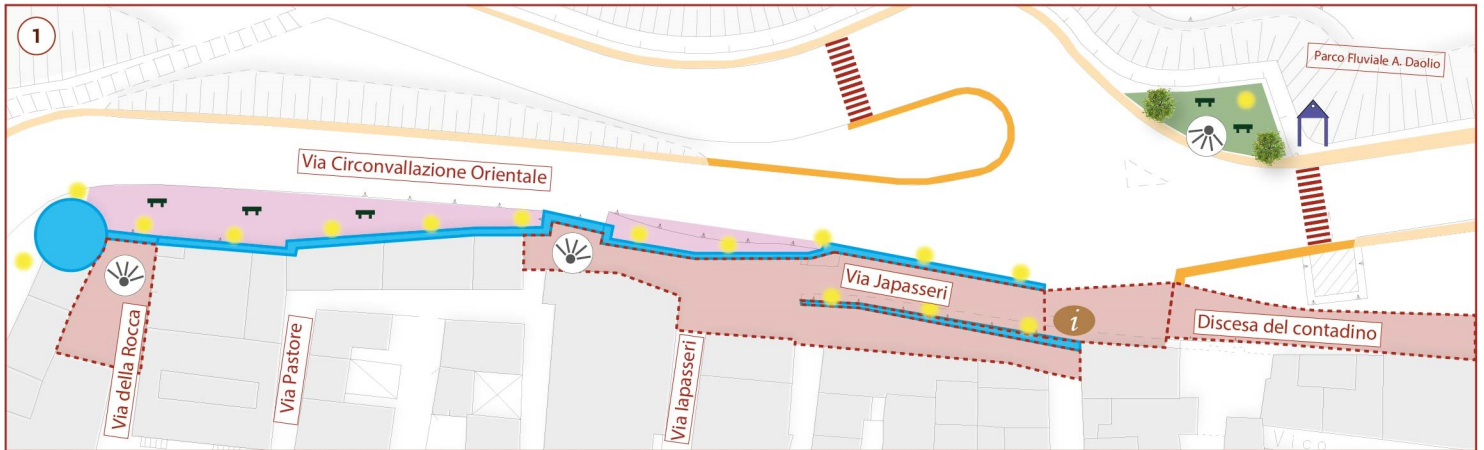 1
Parco Fluviale A. Daolio
Via Circonvallazione Orientale
Via Japasseri
i
Discesa del contadino
Via della Rocca
Via Pastore
Via Iapasseri
Vico